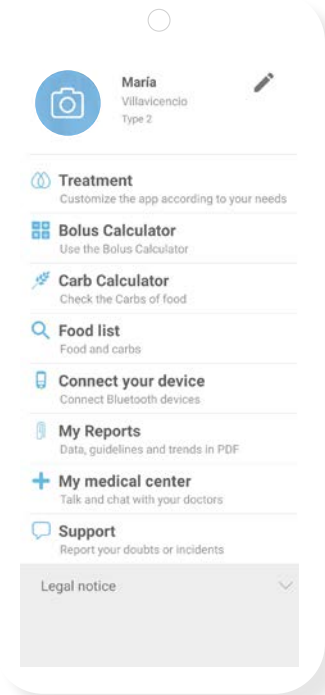 María
Villavicencio
Type 2
Treatment
Customize the app according to your needs
Bolus Calculator
Use the Bolus Calculator
Carb Calculator
Check the Carbs of food
Food list
Food and carbs
Connect your device
Connect Bluetooth devices
My Reports
Data, guidelines and trends in PDF
My medical center
Talk and chat with your doctors
Support
Report your doubts or incidents
Legal notice